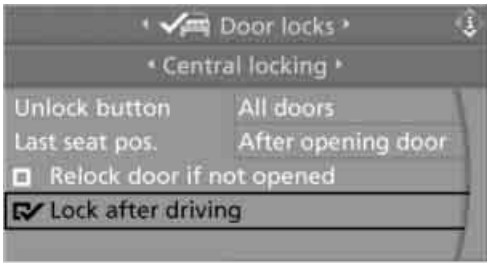 Door locks
Central locking
Unlock button All doors
Last seat pos. After opening door
Relock door if not opened
Lock after driving